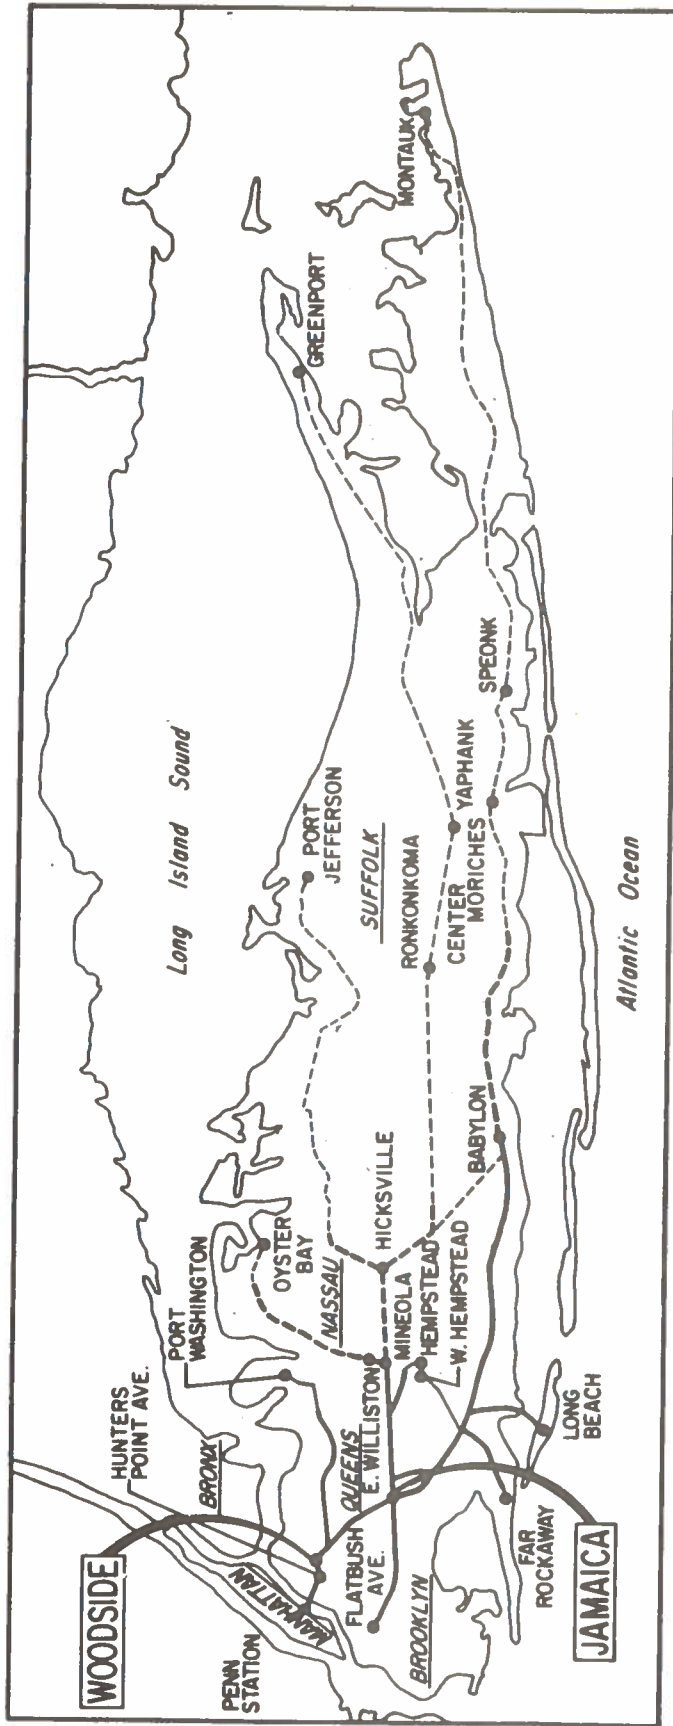 WOODSIDE
HUNTERS
POINT AVE.
PENN
STATION
MANHATTAN
BRONX
PORT
WASHINGTON
OYSTER
BAY
Long Island Sound
FLATBUSH
AVE.
QUEENS
E. WILLISTON
NASSAU
MINEOLA
HICKSVILLE
HEMPSTEAD
W. HEMPSTEAD
BROOKLYN
FAR
ROCKAWAY
JAMAICA
LONG
BEACH
BABYLON
PORT
JEFFERSON
SUFFOLK
RONKONKOMA
CENTER
MORICHES
YAPHANK
SPEONK
GREENPORT
MONTAUK
Atlantic Ocean